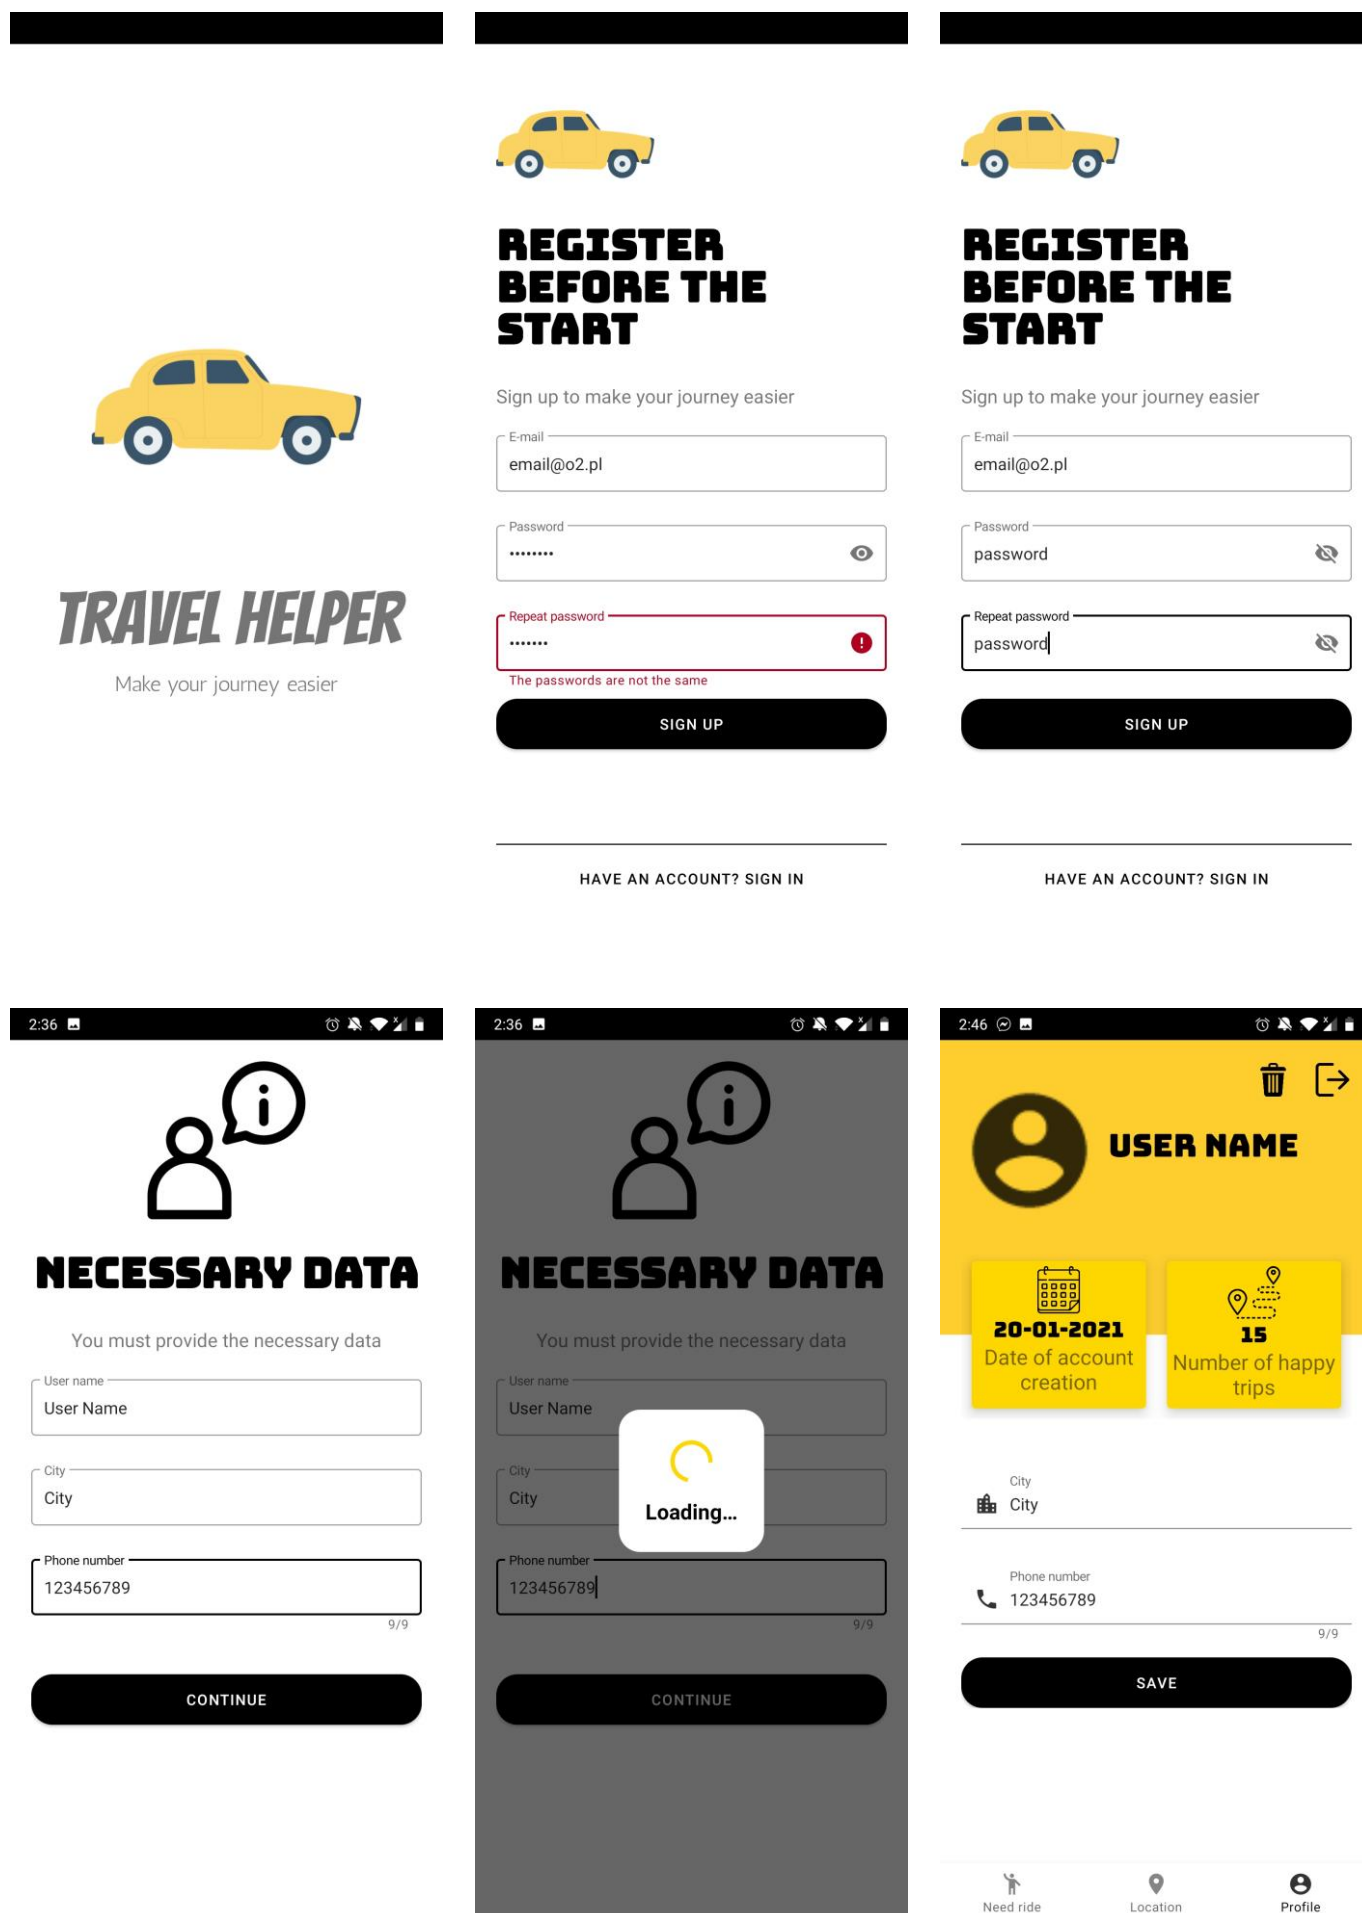 TRAVEL HELPER
Make your journey easier
REGISTER
BEFORE THE
START
Sign up to make your journey easier
E-mail
email@o2.pl
Password
••••••••
Repeat password
•••••••
The passwords are not the same
SIGN UP
HAVE AN ACCOUNT? SIGN IN
REGISTER
BEFORE THE
START
Sign up to make your journey easier
E-mail
email@o2.pl
Password
password
Repeat password
password
SIGN UP
HAVE AN ACCOUNT? SIGN IN
2:36
NECESSARY DATA
You must provide the necessary data
User name
User Name
City
City
Phone number
123456789
9/9
CONTINUE
2:36
NECESSARY DATA
You must provide the necessary data
User name
User Name
City
City
Loading...
Phone number
123456789
9/9
CONTINUE
2:46
USER NAME
20-01-2021
Date of account
creation
15
Number of happy
trips
City
City
Phone number
123456789
9/9
SAVE
Need ride
Location
Profile